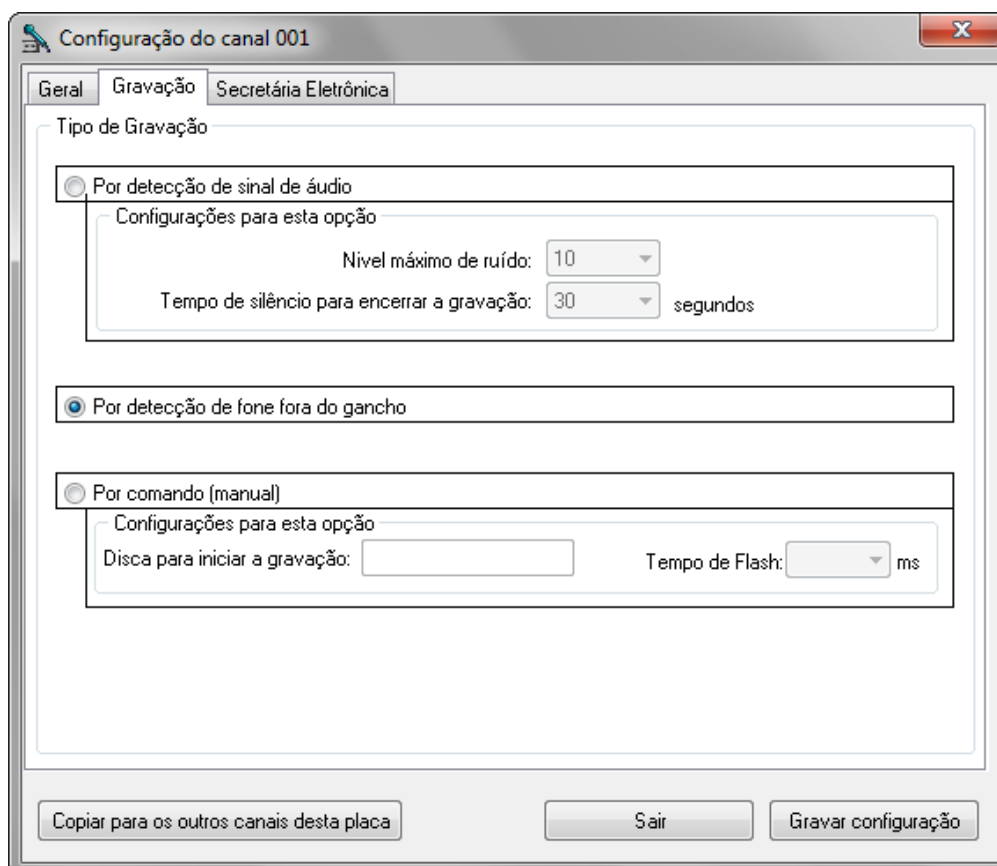 Configuração do canal 001
Geral Gravação Secretária Eletrônica
Tipo de Gravação
Por detecção de sinal de áudio
Configurações para esta opção
Nivel máximo de ruído: 10
Tempo de silêncio para encerrar a gravação: 30 segundos
Por detecção de fone fora do gancho
Por comando (manual)
Configurações para esta opção
Disca para iniciar a gravação: Tempo de Flash: ms
Copiar para os outros canais desta placa Sair Gravar configuração